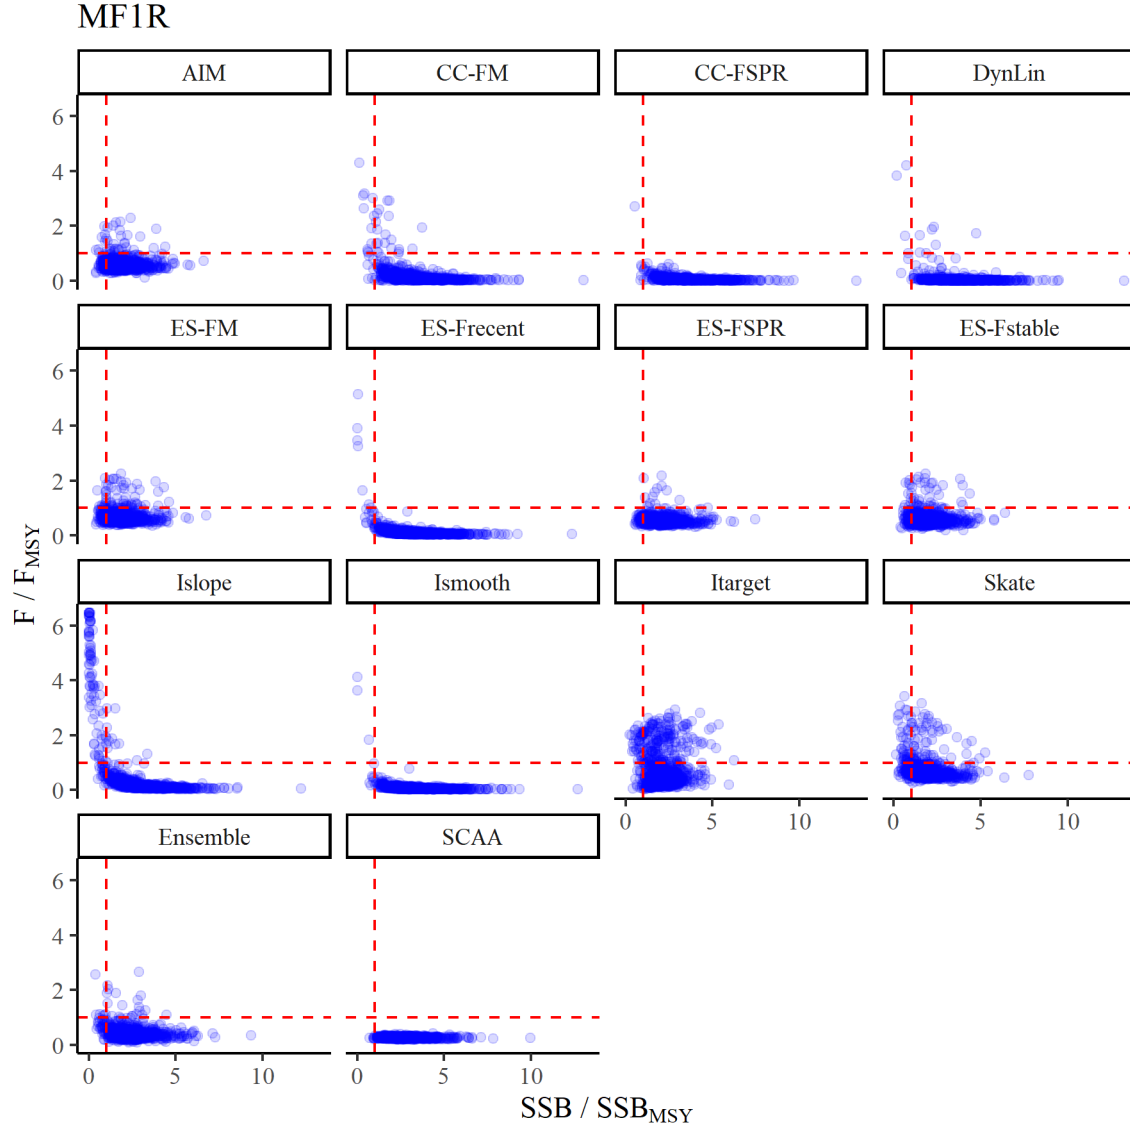 MF1R
AIM CC-FM CC-FSPR DynLin
6
4
2
0
ES-FM ES-Frecent ES-FSPR ES-Fstable
6
4
2
0
F / F_MSY
Islope Ismooth Itarget Skate
6
4
2
0
0 5 10 0 5 10
Ensemble SCAA
6
4
2
0
0 5 10 0 5 10
SSB / SSB_MSY